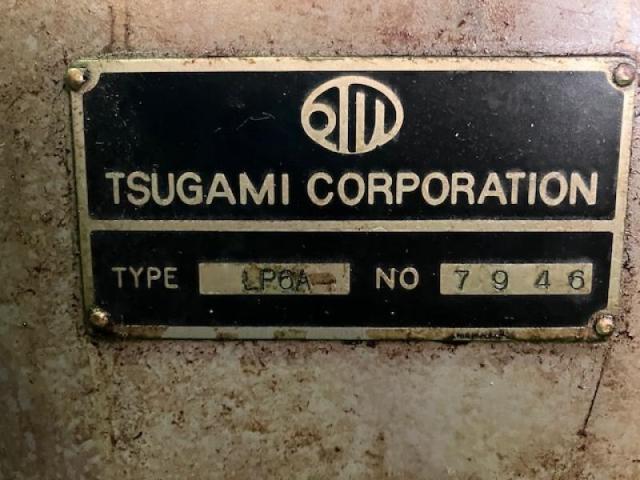 TSUGAMI CORPORATION
TYPE LP6A NO 7946